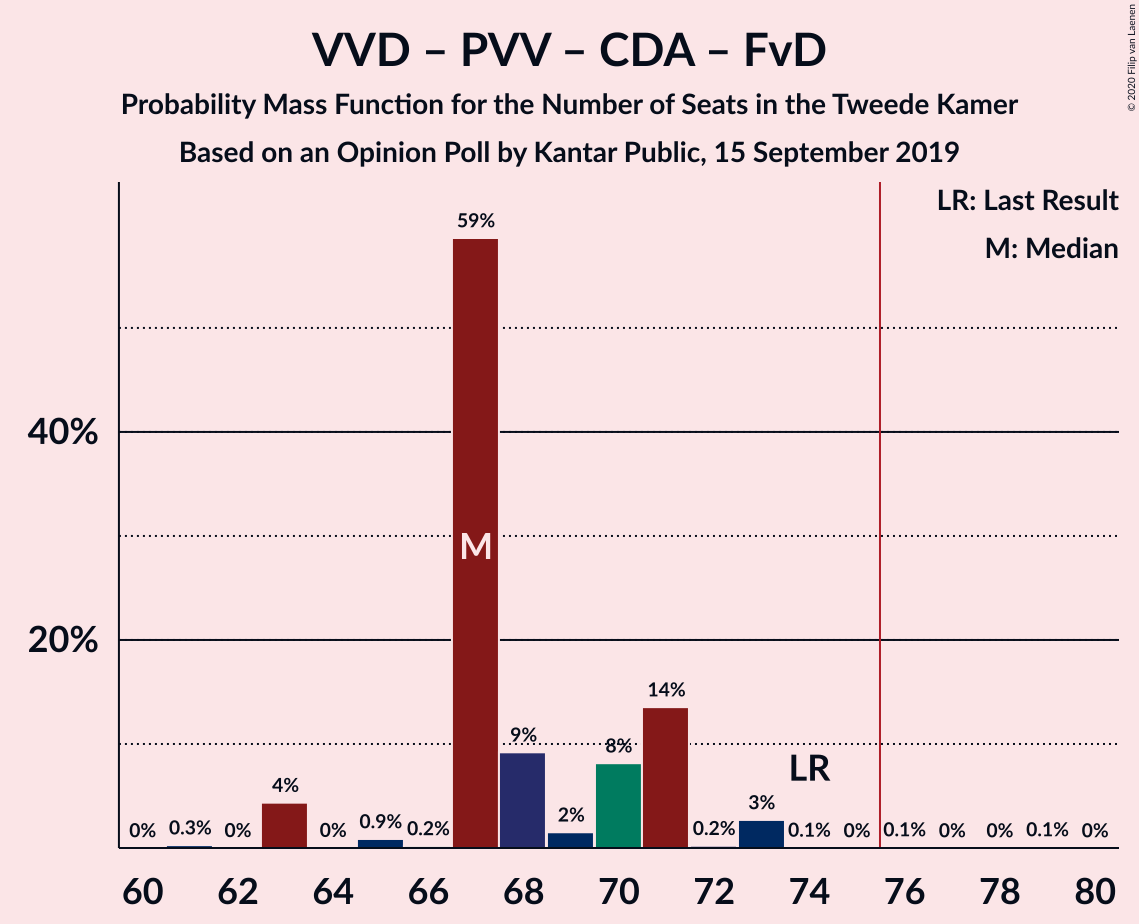 VVD – PVV – CDA – FvD
Probability Mass Function for the Number of Seats in the Tweede Kamer
Based on an Opinion Poll by Kantar Public, 15 September 2019
© 2020 Filip van Laenen
LR: Last Result
M: Median
40%
20%
0%
0.3%
0%
4%
0%
0.9%
0.2%
59%
M
9%
2%
8%
14%
0.2%
3%
LR
0.1%
0%
0.1%
0%
0%
0.1%
0%
60 62 64 66 68 70 72 74 76 78 80